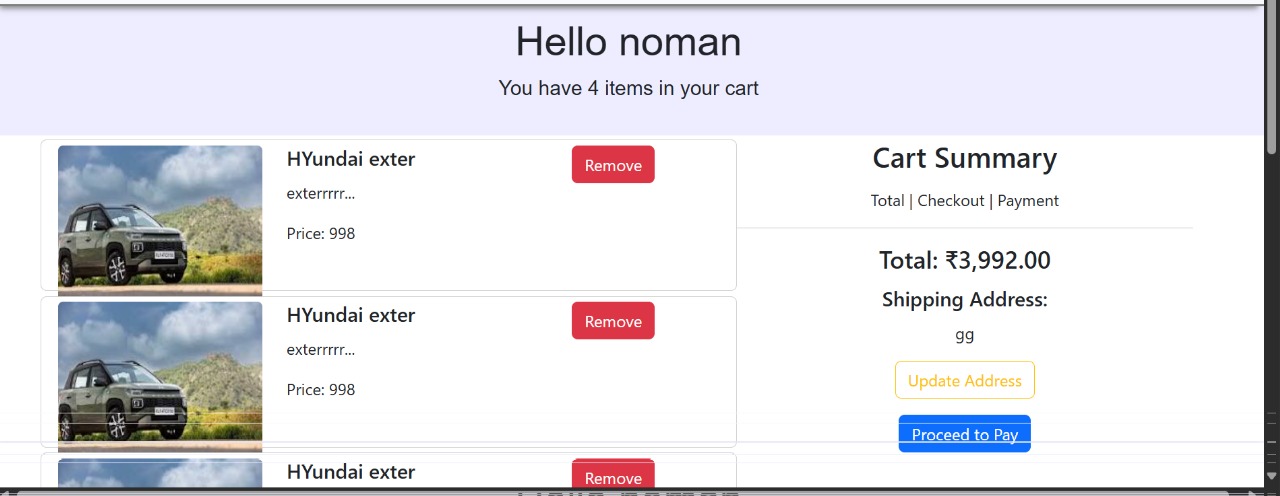 Hello noman
You have 4 items in your cart
HYundai exter
Remove
exterrrrr...
Price: 998
HYundai exter
Remove
exterrrrr...
Price: 998
HYundai exter
Remove
Cart Summary
Total | Checkout | Payment
Total: ₹3,992.00
Shipping Address:
gg
Update Address
Proceed to Pay